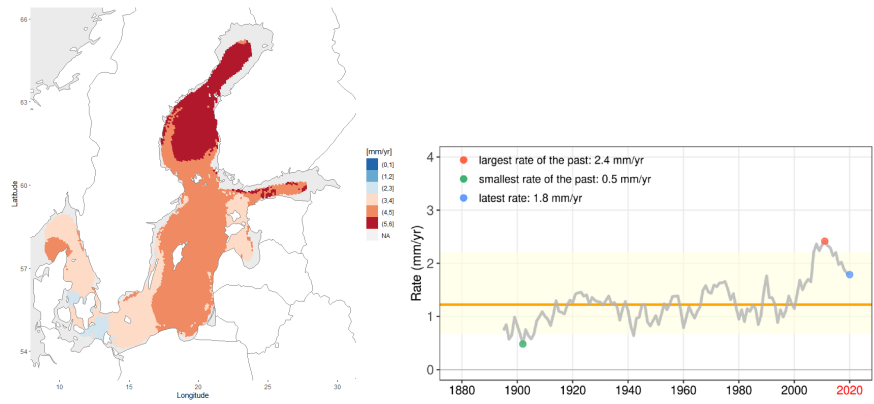 66
63
60
57
54
Latitude
10
15
20
25
30
Longitude
[mm/yr]
(0,1]
(1,2]
(2,3]
(3,4]
(4,5]
(5,6]
NA
4
3
2
1
0
Rate (mm/yr)
largest rate of the past: 2.4 mm/yr
smallest rate of the past: 0.5 mm/yr
latest rate: 1.8 mm/yr
1880 1900 1920 1940 1960 1980 2000 2020